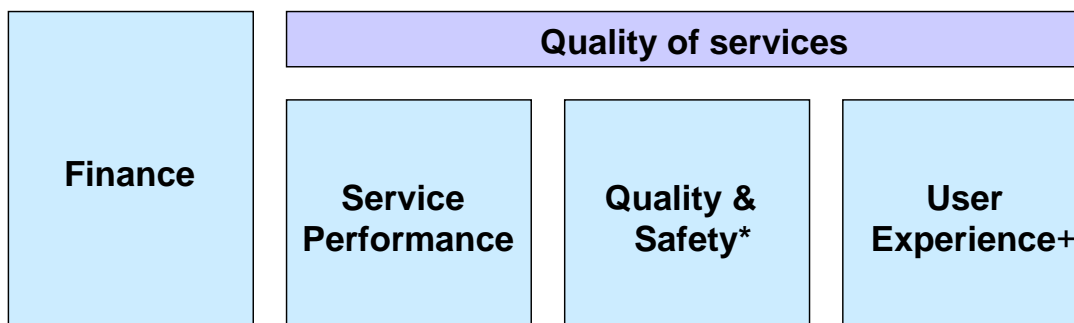 Quality of services
Finance
Service
Performance
Quality &
Safety*
User
Experience+